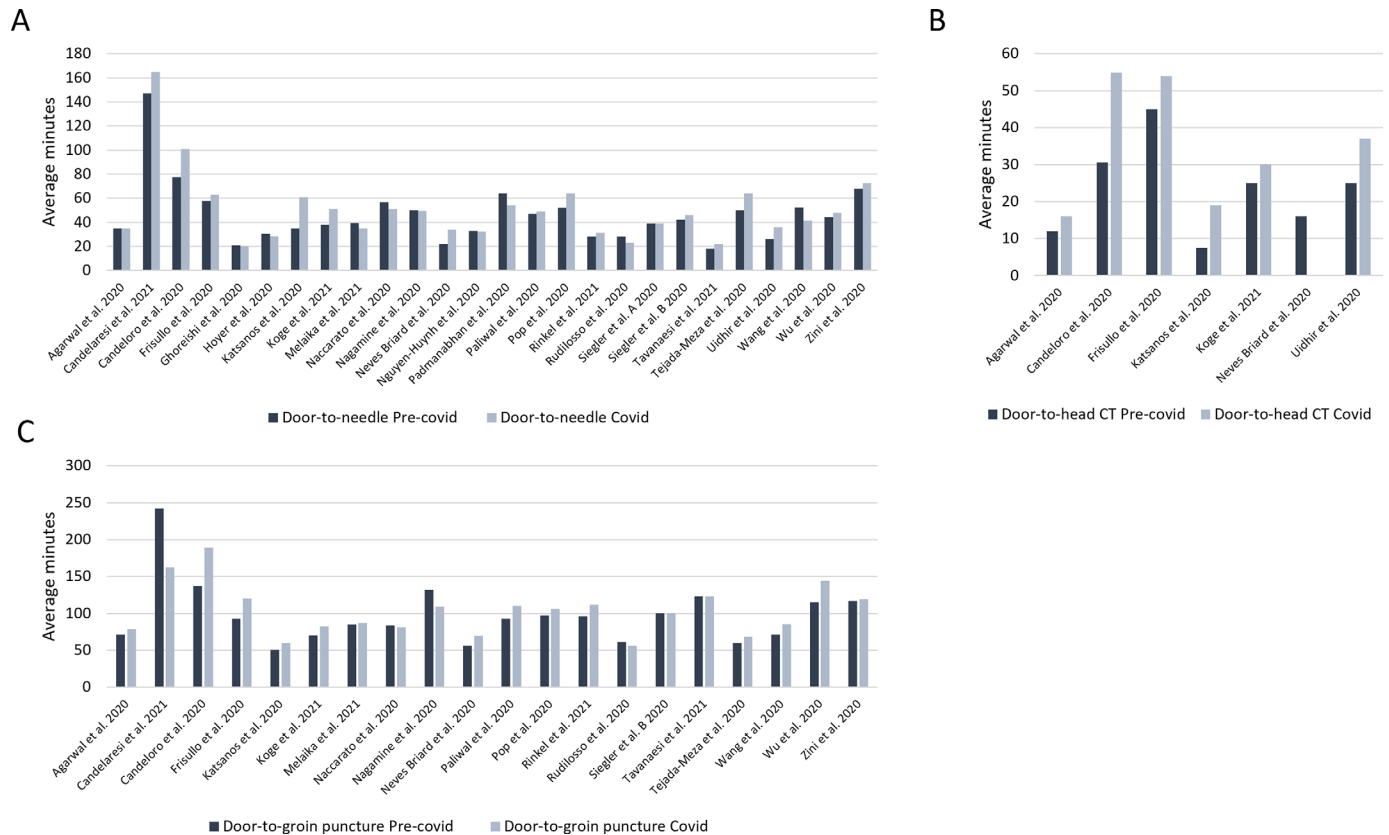 A
180
160
140
120
100
80
60
40
20
0
Average minutes
Agarwal et al. 2020
Candelaresi et al. 2021
Candeloro et al. 2020
Frisullo et al. 2020
Ghoreishi et al. 2020
Hoyer et al. 2020
Katsanos et al. 2020
Koge et al. 2021
Melaika et al. 2021
Naccarato et al. 2020
Nagamine et al. 2020
Neves Briard et al. 2020
Nguyen-Huynh et al. 2020
Padmanabhan et al. 2020
Paliwal et al. 2020
Pop et al. 2020
Rinkel et al. 2021
Rudilosso et al. 2020
Siegler et al. A 2020
Siegler et al. B 2020
Tavanaesi et al. 2021
Tejada-Meza et al. 2020
Uidhir et al. 2020
Wang et al. 2020
Wu et al. 2020
Zini et al. 2020
Door-to-needle Pre-covid Door-to-needle Covid
B
60
50
40
30
20
10
0
Average minutes
Agarwal et al. 2020
Candeloro et al. 2020
Frisullo et al. 2020
Katsanos et al. 2020
Koge et al. 2021
Neves Briard et al. 2020
Uidhir et al. 2020
Door-to-head CT Pre-covid Door-to-head CT Covid
C
300
250
200
150
100
50
0
Average minutes
Agarwal et al. 2020
Candelaresi et al. 2021
Candeloro et al. 2020
Frisullo et al. 2020
Katsanos et al. 2020
Koge et al. 2021
Melaika et al. 2021
Naccarato et al. 2020
Nagamine et al. 2020
Neves Briard et al. 2020
Paliwal et al. 2020
Pop et al. 2020
Rinkel et al. 2021
Rudilosso et al. 2020
Siegler et al. B 2020
Tavanaesi et al. 2021
Tejada-Meza et al. 2020
Wang et al. 2020
Wu et al. 2020
Zini et al. 2020
Door-to-groin puncture Pre-covid Door-to-groin puncture Covid